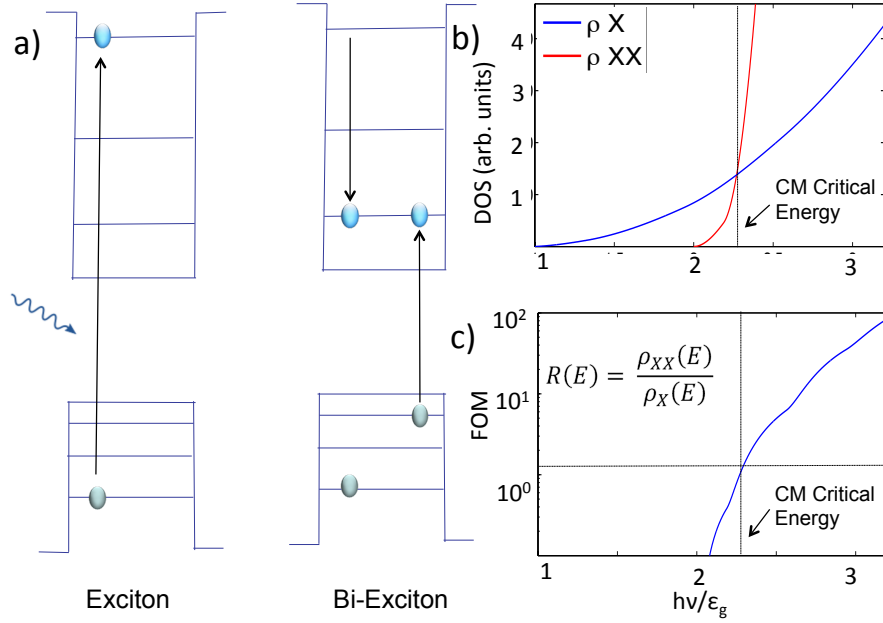 a)
Exciton
Bi-Exciton
b)
ρ X
ρ XX
DOS (arb. units)
4
3
2
1
1
2
3
CM Critical
Energy
c)
R(E) = ρXX(E) / ρX(E)
FOM
10²
10¹
10⁰
CM Critical
Energy
1
2
3
hν/εg